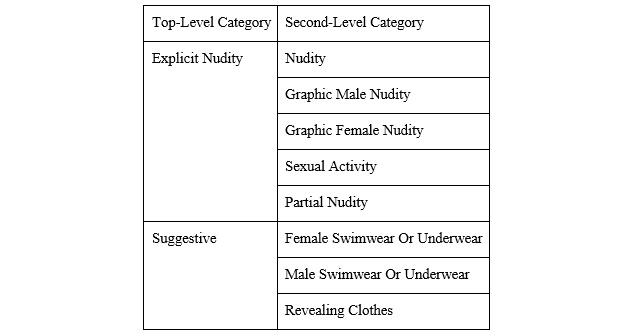 Top-Level Category Second-Level Category
Explicit Nudity Nudity
Graphic Male Nudity
Graphic Female Nudity
Sexual Activity
Partial Nudity
Suggestive Female Swimwear Or Underwear
Male Swimwear Or Underwear
Revealing Clothes